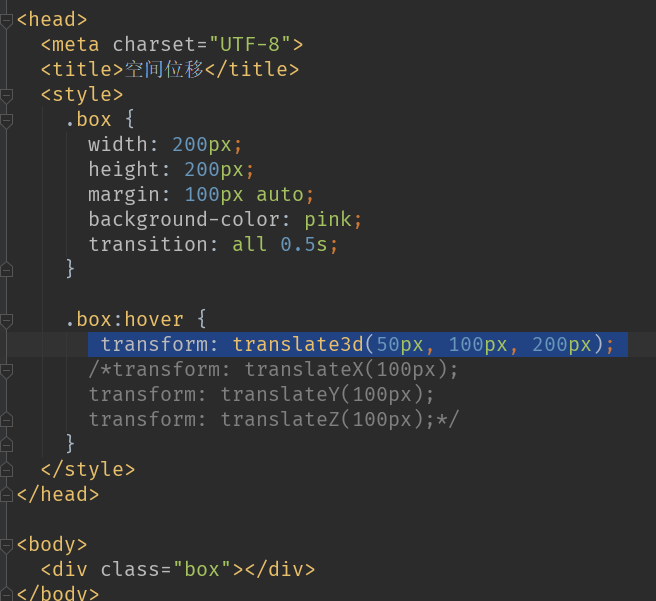 <head>
<meta charset="UTF-8">
<title>空间位移</title>
<style>
.box {
width: 200px;
height: 200px;
margin: 100px auto;
background-color: pink;
transition: all 0.5s;
}
.box:hover {
transform: translate3d(50px, 100px, 200px);
/*transform: translateX(100px);
transform: translateY(100px);
transform: translateZ(100px);*/
}
</style>
</head>
<body>
<div class="box"></div>
</body>